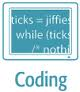 ticks = jiffies
while (ticks
/* nothi
Coding